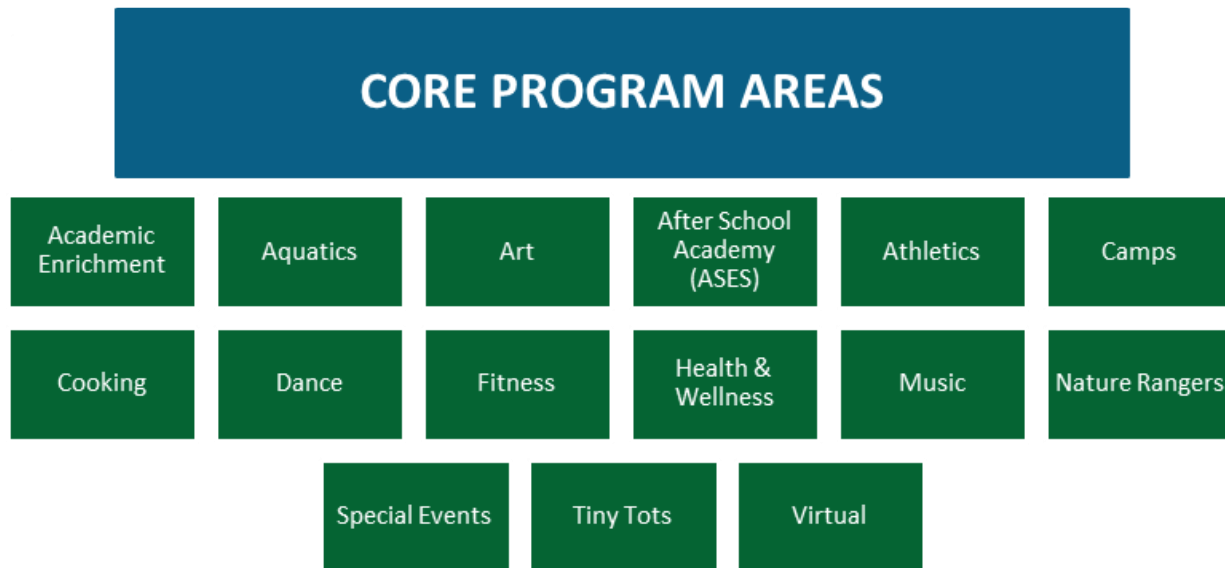 CORE PROGRAM AREAS
Academic
Enrichment
Aquatics
Art
After School
Academy
(ASES)
Athletics
Camps
Cooking
Dance
Fitness
Health &
Wellness
Music
Nature Rangers
Special Events
Tiny Tots
Virtual